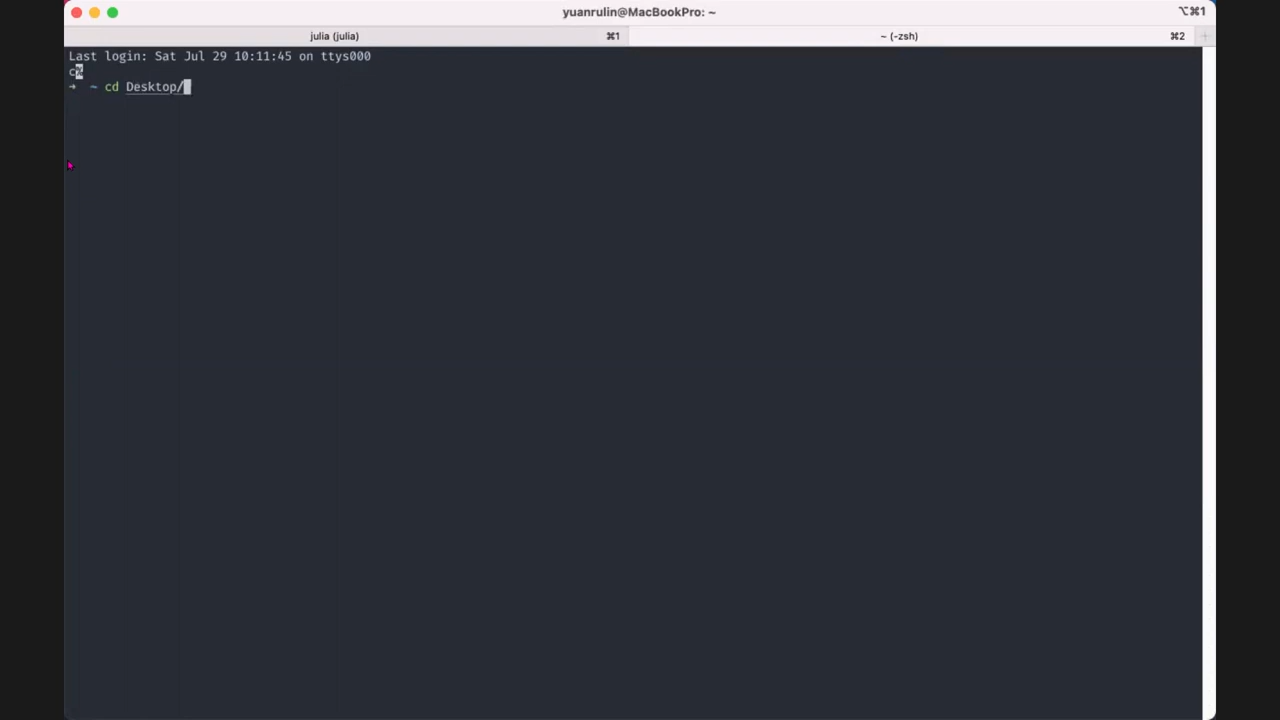 yuanrulin@MacBookPro: ~
⌥⌘1
julia (julia)
⌘1
~ (-zsh)
⌘2
+
Last login: Sat Jul 29 10:11:45 on ttys000
c%
➜  ~ cd Desktop/